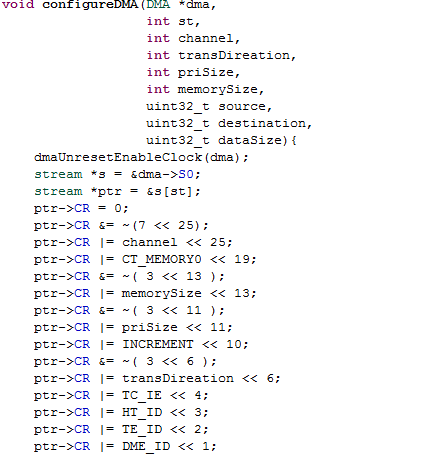 void configureDMA(DMA *dma,
int st,
int channel,
int transDireation,
int priSize,
int memorySize,
uint32_t source,
uint32_t destination,
uint32_t dataSize){
dmaUnresetEnableClock(dma);
stream *s = &dma->S0;
stream *ptr = &s[st];
ptr->CR = 0;
ptr->CR &= ~(7 << 25);
ptr->CR |= channel << 25;
ptr->CR |= CT_MEMORY0 << 19;
ptr->CR &= ~( 3 << 13 );
ptr->CR |= memorySize << 13;
ptr->CR &= ~( 3 << 11 );
ptr->CR |= priSize << 11;
ptr->CR |= INCREMENT << 10;
ptr->CR &= ~( 3 << 6 );
ptr->CR |= transDireation << 6;
ptr->CR |= TC_IE << 4;
ptr->CR |= HT_ID << 3;
ptr->CR |= TE_ID << 2;
ptr->CR |= DME_ID << 1;